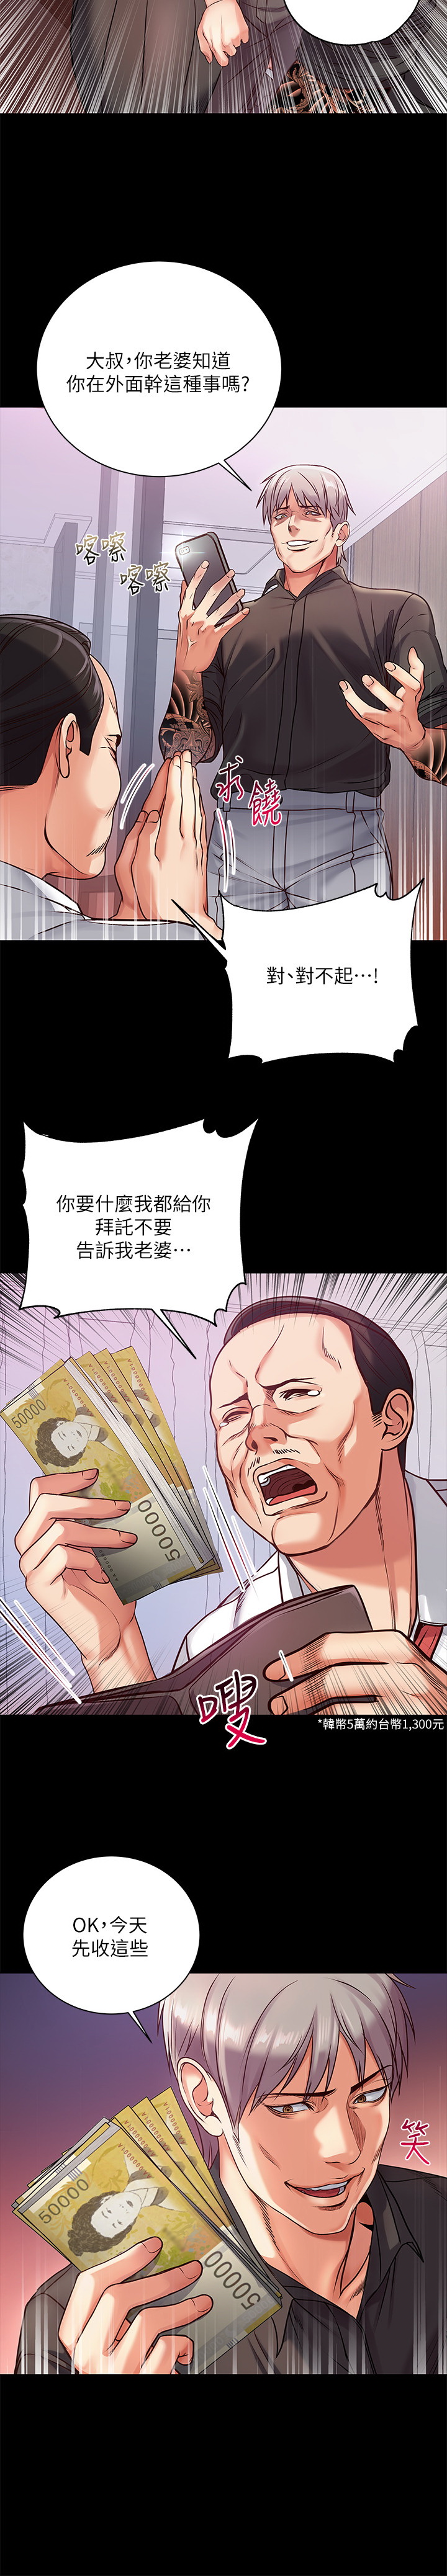 大叔，你老婆知道
你在外面幹這種事嗎?
喀嚓
喀嚓
求饒
對、對不起…!
你要什麼我都給你
拜託不要
告訴我老婆…
50000
50000
嗖
*韓幣5萬約台幣1,300元
OK，今天
先收這些
笑
50000
50000